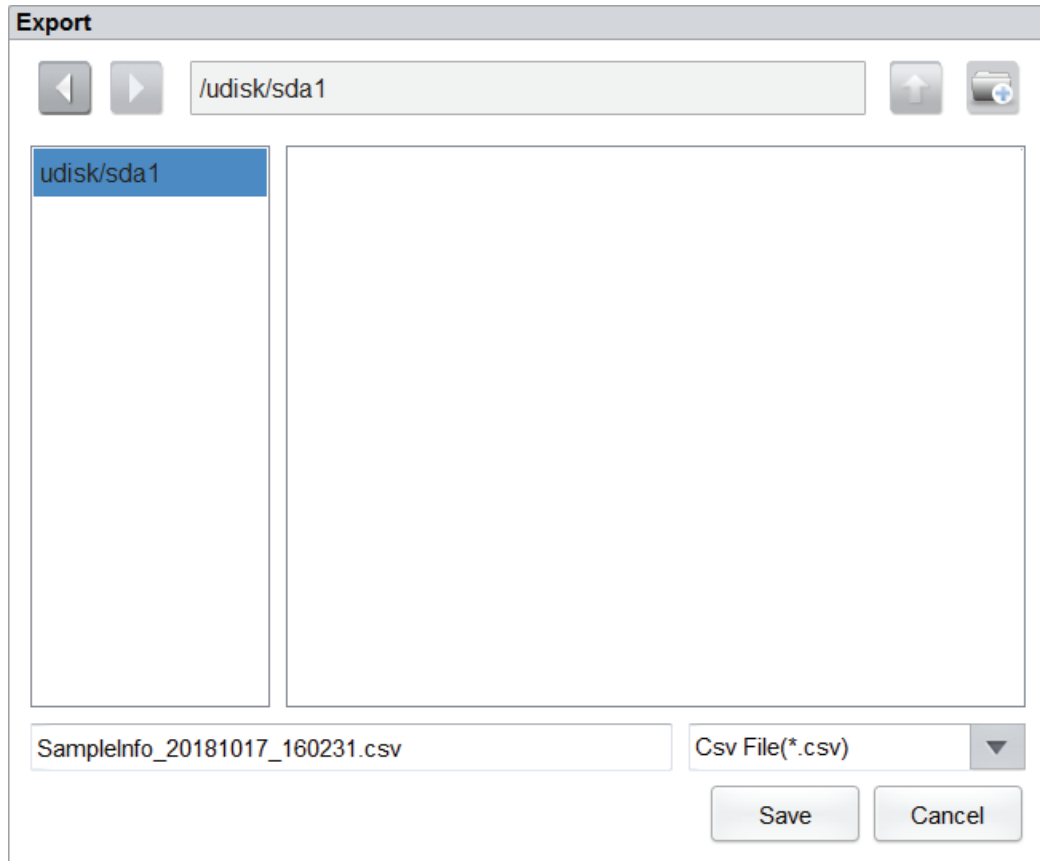 Export
/udisk/sda1
udisk/sda1
SampleInfo_20181017_160231.csv
Csv File(*.csv)
Save
Cancel